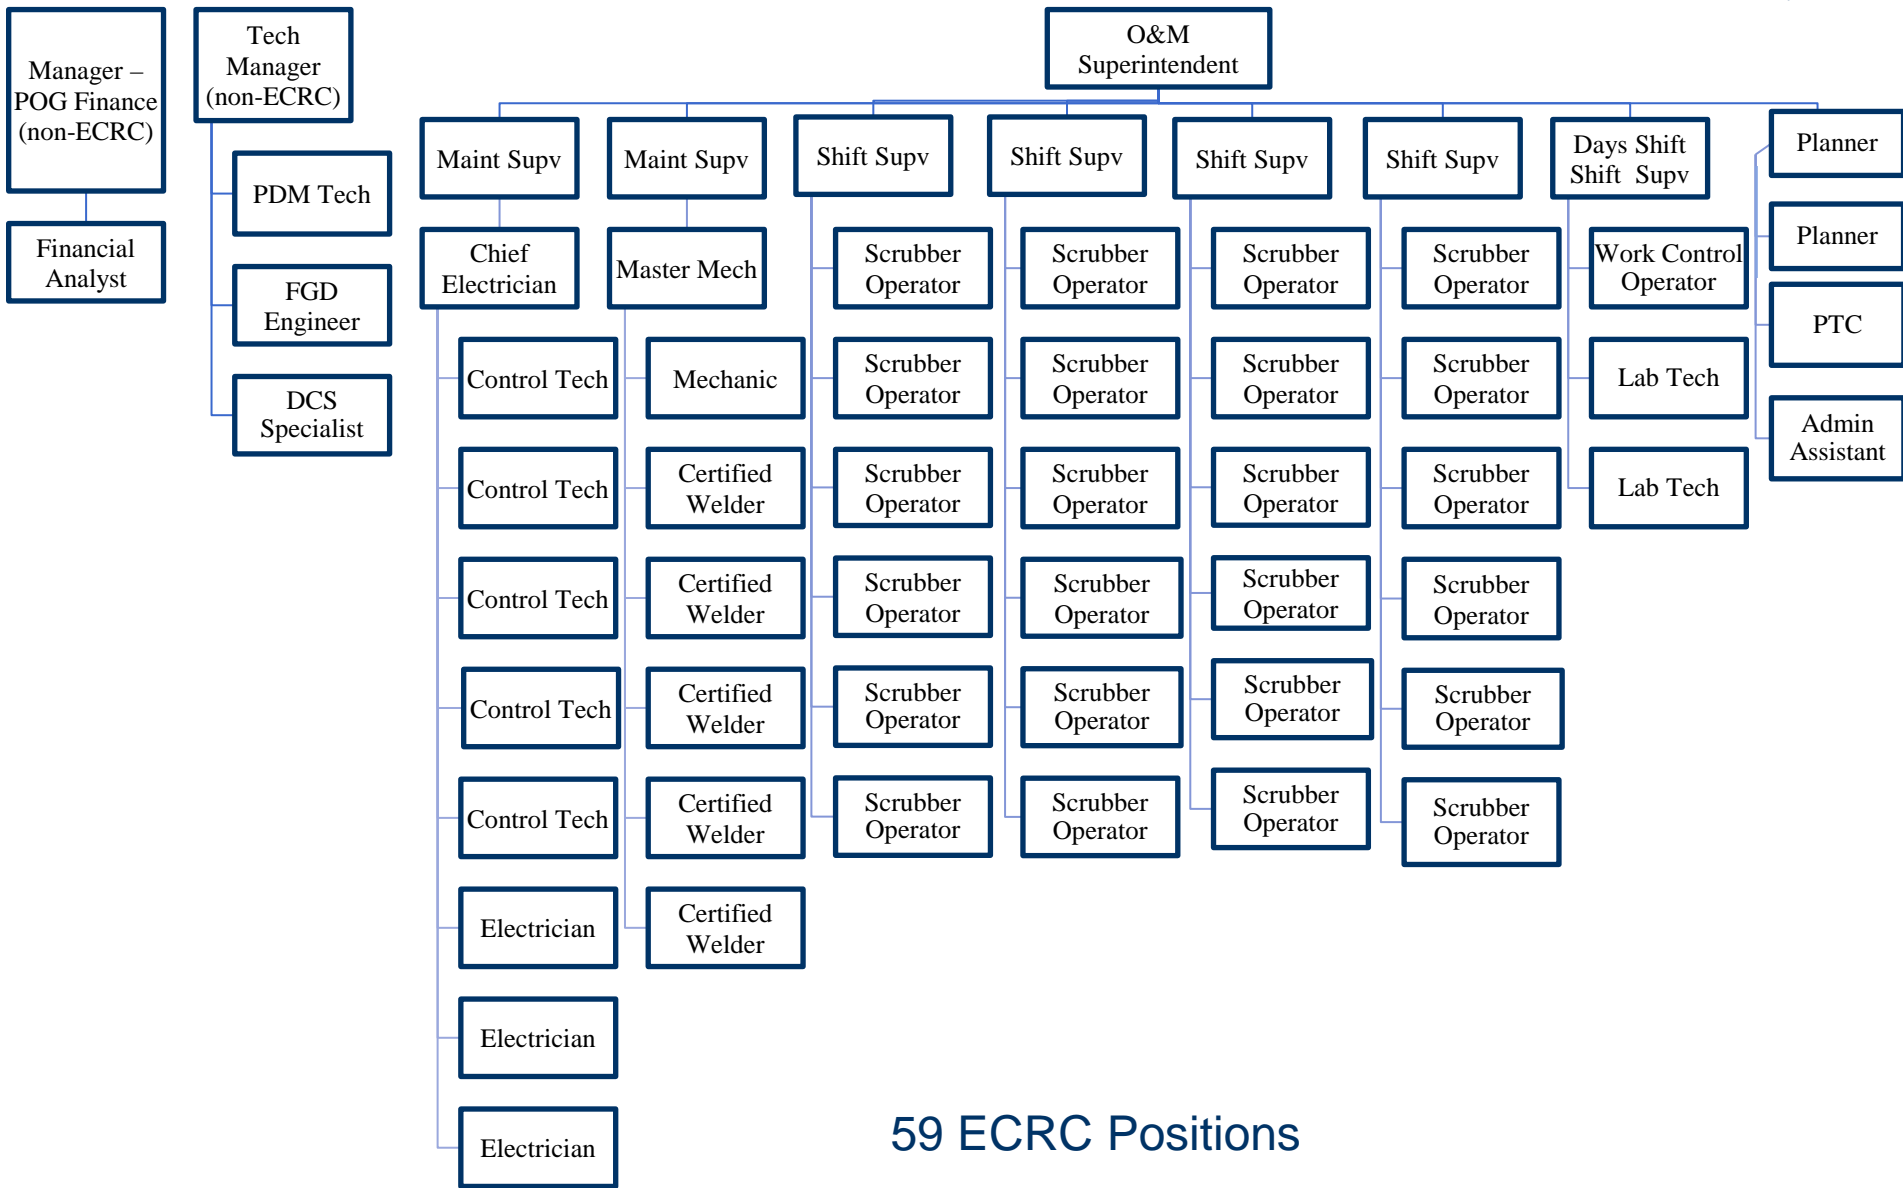 Manager –
POG Finance
(non-ECRC)
Financial
Analyst
Tech
Manager
(non-ECRC)
PDM Tech
FGD
Engineer
DCS
Specialist
O&M
Superintendent
Maint Supv
Chief
Electrician
Control Tech
Control Tech
Control Tech
Control Tech
Control Tech
Electrician
Electrician
Electrician
Maint Supv
Master Mech
Mechanic
Certified
Welder
Certified
Welder
Certified
Welder
Certified
Welder
Certified
Welder
Shift Supv
Scrubber
Operator
Scrubber
Operator
Scrubber
Operator
Scrubber
Operator
Scrubber
Operator
Scrubber
Operator
Shift Supv
Scrubber
Operator
Scrubber
Operator
Scrubber
Operator
Scrubber
Operator
Scrubber
Operator
Scrubber
Operator
Shift Supv
Scrubber
Operator
Scrubber
Operator
Scrubber
Operator
Scrubber
Operator
Scrubber
Operator
Scrubber
Operator
Shift Supv
Scrubber
Operator
Scrubber
Operator
Scrubber
Operator
Scrubber
Operator
Scrubber
Operator
Scrubber
Operator
Days Shift
Shift Supv
Work Control
Operator
Lab Tech
Lab Tech
Planner
Planner
PTC
Admin
Assistant
59 ECRC Positions